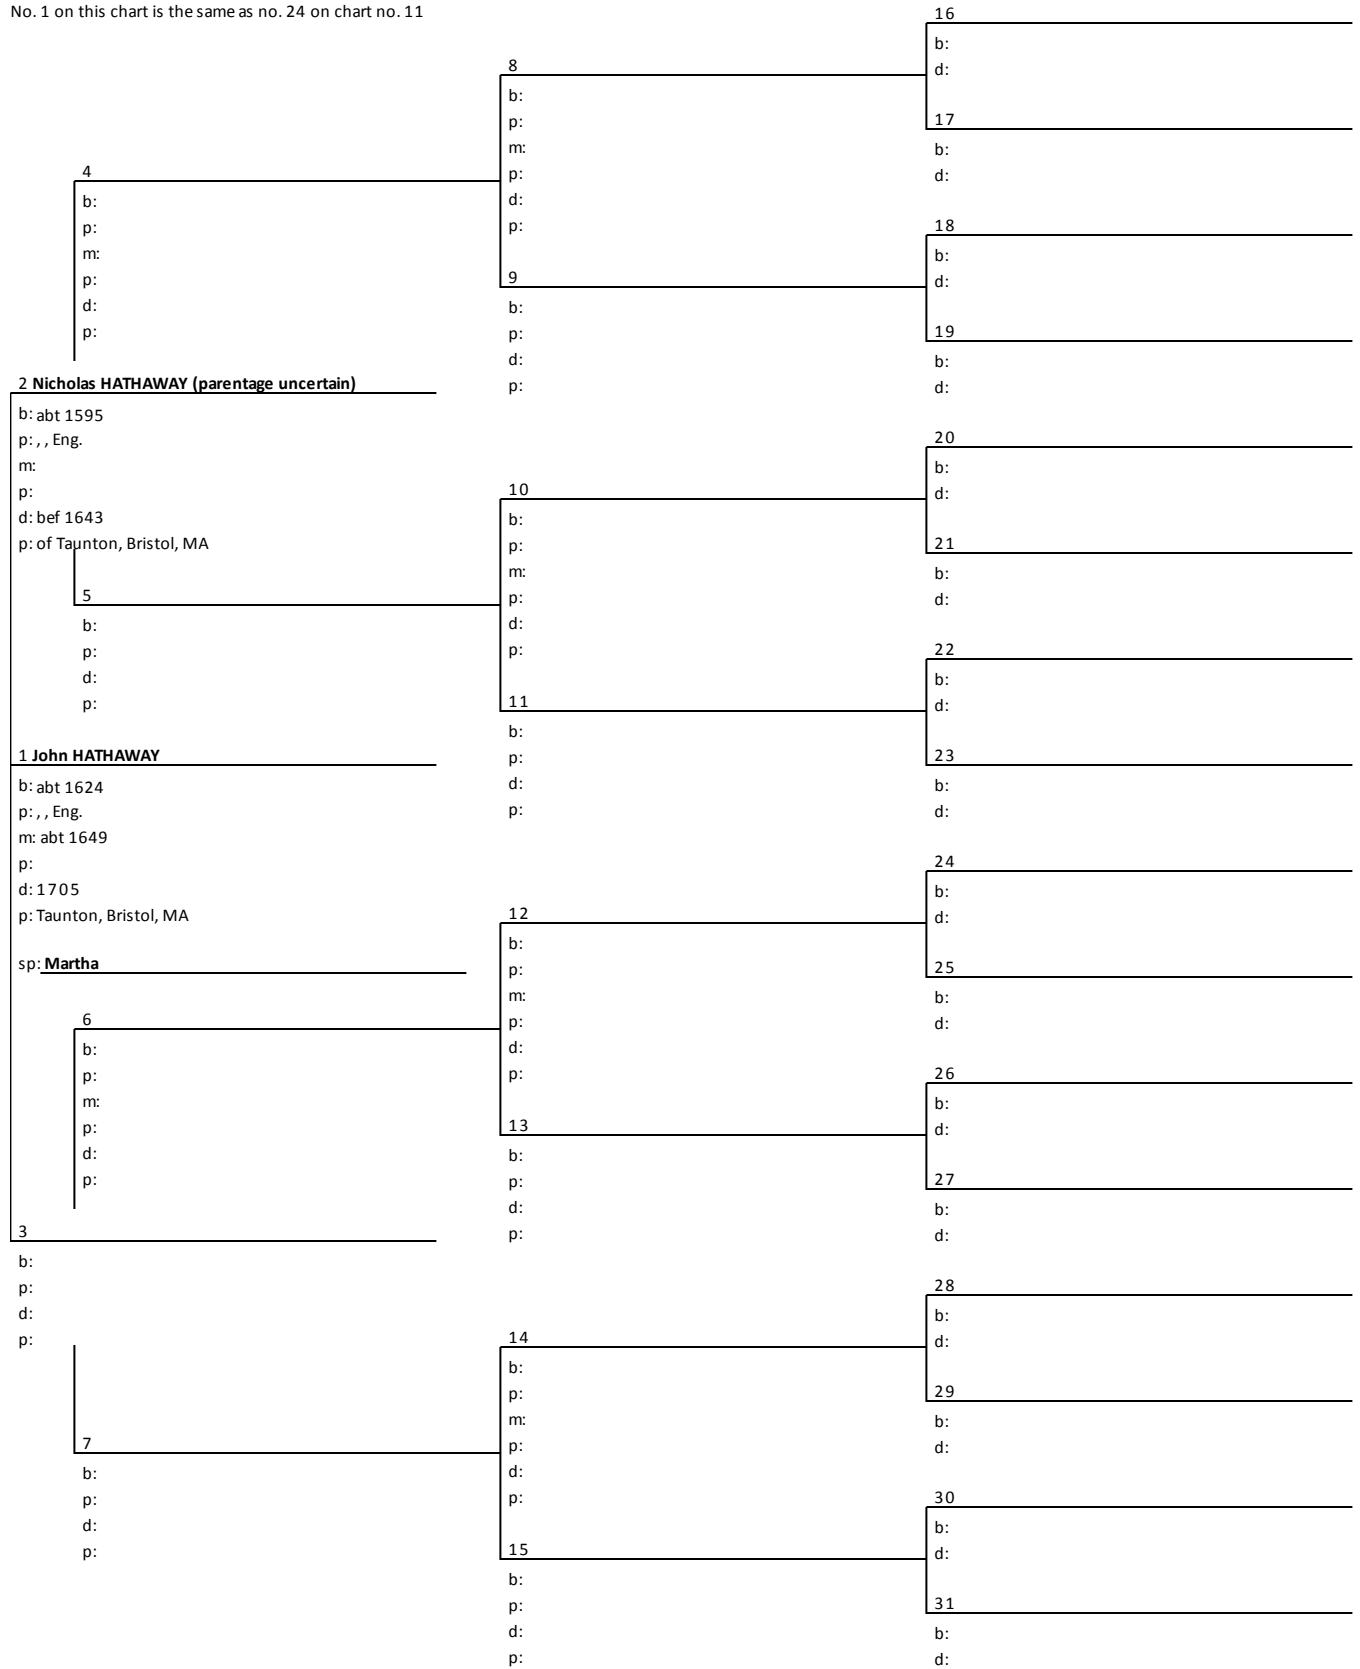 No. 1 on this chart is the same as no. 24 on chart no. 11
4
b:
p:
m:
p:
d:
p:
2 Nicholas HATHAWAY (parentage uncertain)
b: abt 1595
p: , , Eng.
m:
p:
d: bef 1643
p: of Taunton, Bristol, MA
5
b:
p:
d:
p:
1 John HATHAWAY
b: abt 1624
p: , , Eng.
m: abt 1649
p:
d: 1705
p: Taunton, Bristol, MA
sp: Martha
6
b:
p:
m:
p:
d:
p:
3
b:
p:
d:
p:
7
b:
p:
d:
p:
8
b:
p:
m:
p:
d:
p:
9
b:
p:
d:
p:
10
b:
p:
m:
p:
d:
p:
11
b:
p:
d:
p:
12
b:
p:
m:
p:
d:
p:
13
b:
p:
d:
p:
14
b:
p:
m:
p:
d:
p:
15
b:
p:
d:
p:
16
b:
d:
17
b:
d:
18
b:
d:
19
b:
d:
20
b:
d:
21
b:
d:
22
b:
d:
23
b:
d:
24
b:
d:
25
b:
d:
26
b:
d:
27
b:
d:
28
b:
d:
29
b:
d:
30
b:
d:
31
b:
d: